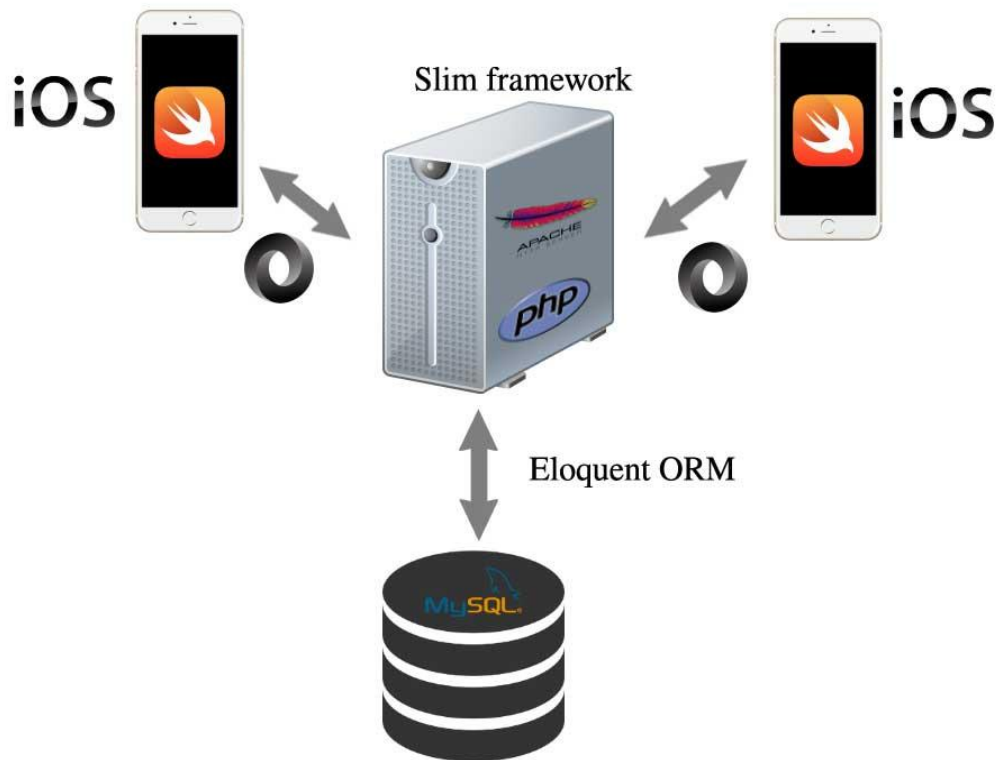 Slim framework
iOS
iOS
APACHE
php
Eloquent ORM
MySQL®